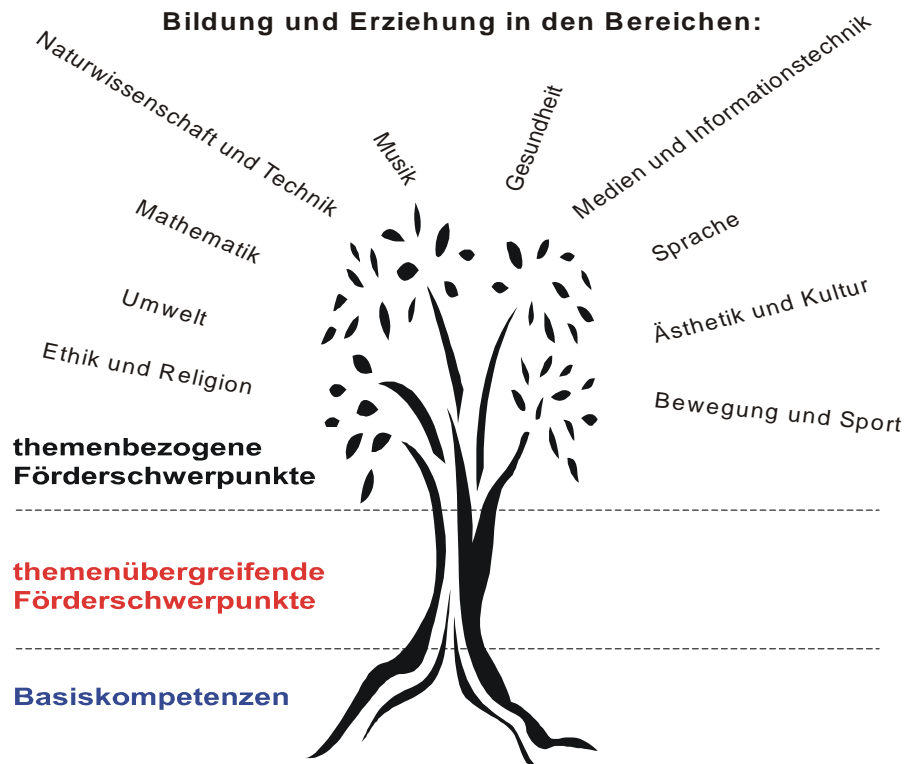 Bildung und Erziehung in den Bereichen:
Naturwissenschaft und Technik
Musik
Gesundheit
Medien und Informationstechnik
Mathematik
Sprache
Umwelt
Ästhetik und Kultur
Ethik und Religion
Bewegung und Sport
themenbezogene
Förderschwerpunkte
themenübergreifende
Förderschwerpunkte
Basiskompetenzen